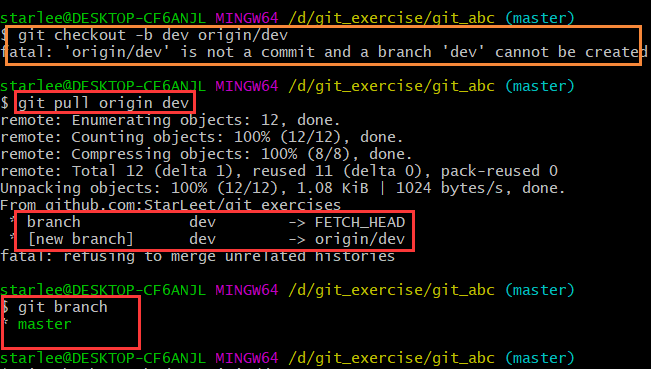 starlee@DESKTOP-CF6ANJL MINGW64 /d/git_exercise/git_abc (master)
$ git checkout -b dev origin/dev
fatal: 'origin/dev' is not a commit and a branch 'dev' cannot be created
starlee@DESKTOP-CF6ANJL MINGW64 /d/git_exercise/git_abc (master)
$ git pull origin dev
remote: Enumerating objects: 12, done.
remote: Counting objects: 100% (12/12), done.
remote: Compressing objects: 100% (8/8), done.
remote: Total 12 (delta 1), reused 11 (delta 0), pack-reused 0
Unpacking objects: 100% (12/12), 1.08 KiB | 1024 bytes/s, done.
From github.com:StarLeet/git_exercises
* branch dev -> FETCH_HEAD
* [new branch] dev -> origin/dev
fatal: refusing to merge unrelated histories
starlee@DESKTOP-CF6ANJL MINGW64 /d/git_exercise/git_abc (master)
$ git branch
* master
starlee@DESKTOP-CF6ANJL MINGW64 /d/git_exercise/git_abc (master)